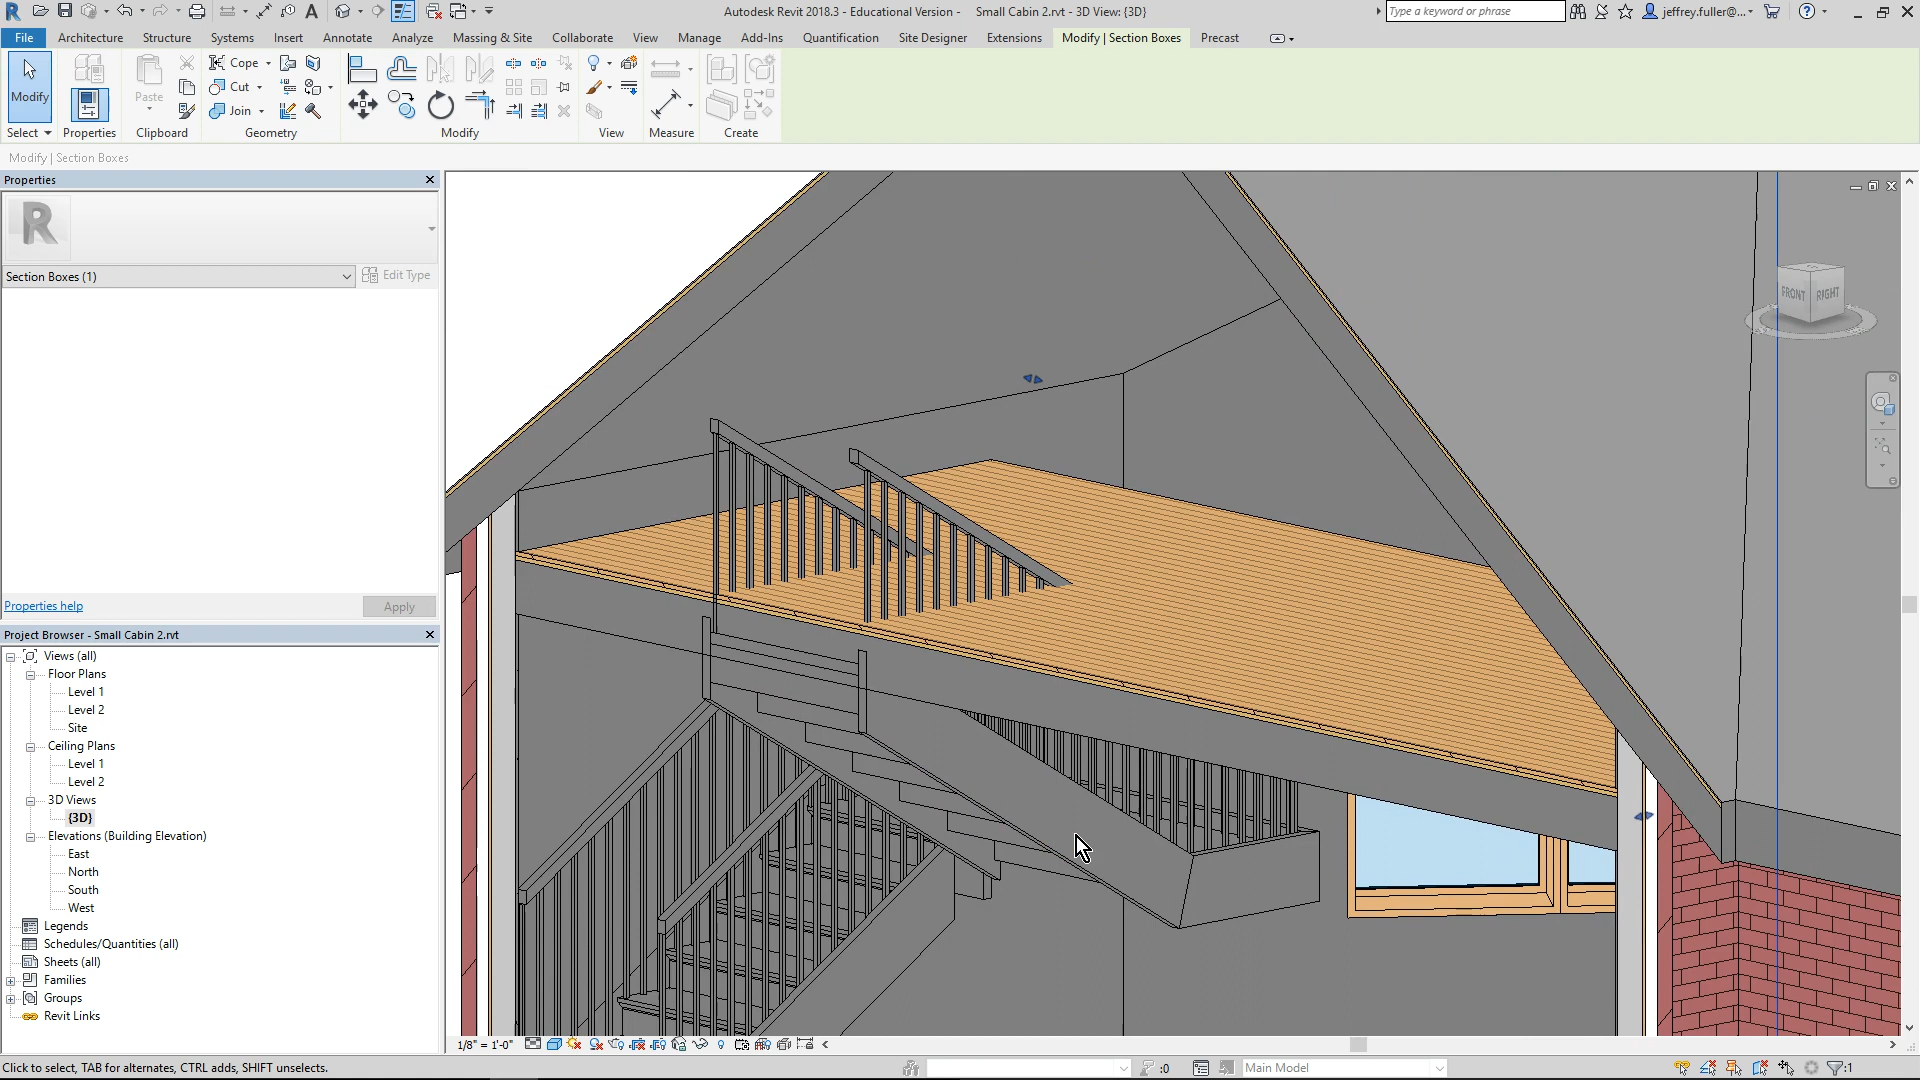 Autodesk Revit 2018.3 - Educational Version - Small Cabin 2.rvt - 3D View: {3D}
Type a keyword or phrase
jeffrey.fuller@...
File Architecture Structure Systems Insert Annotate Analyze Massing & Site Collaborate View Manage Add-Ins Quantification Site Designer Extensions Modify | Section Boxes Precast
Modify
Paste
Cope
Cut
Join
Select Properties Clipboard Geometry Modify View Measure Create
Modify | Section Boxes
Properties
R
Section Boxes (1)
Edit Type
Properties help
Apply
FRONT
RIGHT
Project Browser - Small Cabin 2.rvt
Views (all)
Floor Plans
Level 1
Level 2
Site
Ceiling Plans
Level 1
Level 2
3D Views
{3D}
Elevations (Building Elevation)
East
North
South
West
Legends
Schedules/Quantities (all)
Sheets (all)
Families
Groups
Revit Links
1/8" = 1'-0"
Click to select, TAB for alternates, CTRL adds, SHIFT unselects.
:0
Main Model
:1